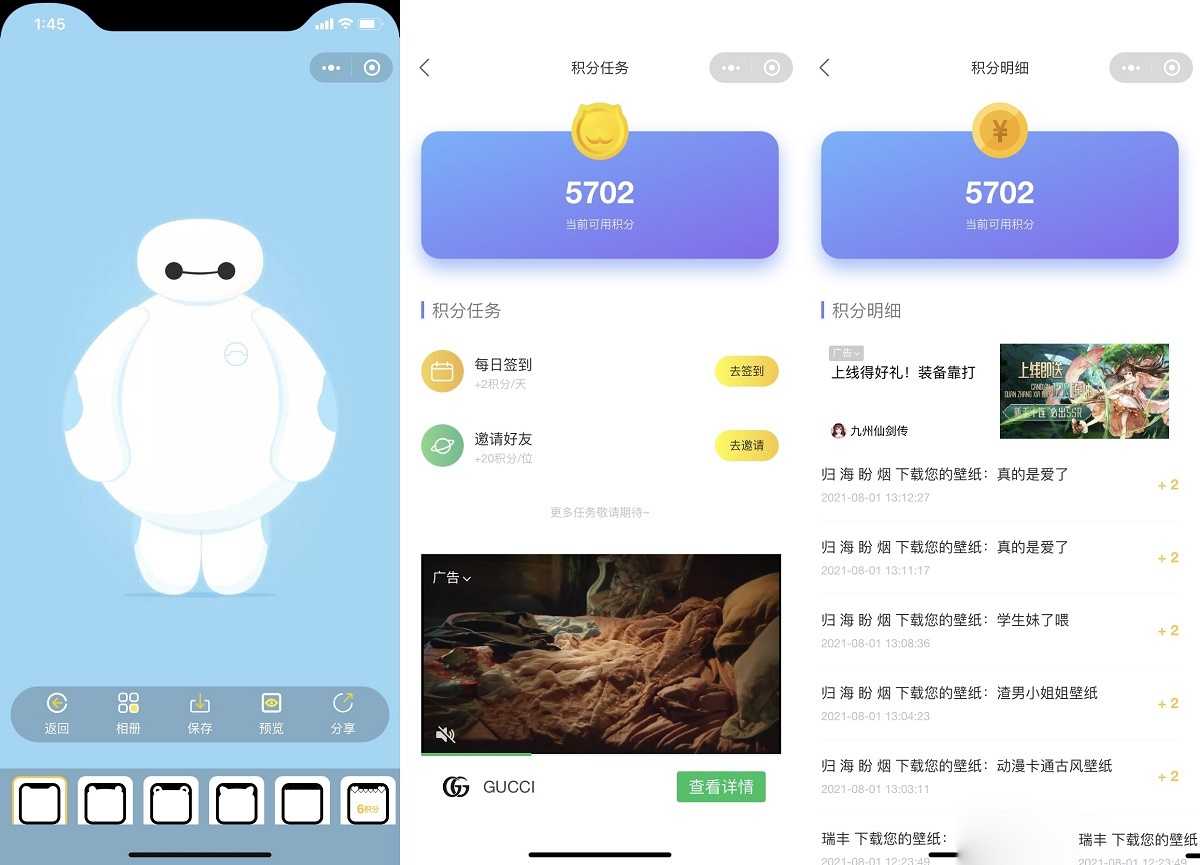 1:45
返回
相册
保存
预览
分享
6积分
积分任务
5702
当前可用积分
积分任务
每日签到
+2积分/天
去签到
邀请好友
+20积分/位
去邀请
更多任务敬请期待~
广告
GUCCI
查看详情
积分明细
¥
5702
当前可用积分
积分明细
广告
上线得好礼！装备靠打
九州仙剑传
上线即送
归 海 盼 烟 下载您的壁纸：真的是爱了
+ 2
2021-08-01 13:12:27
归 海 盼 烟 下载您的壁纸：真的是爱了
+ 2
2021-08-01 13:11:17
归 海 盼 烟 下载您的壁纸：学生妹了喂
+ 2
2021-08-01 13:08:36
归 海 盼 烟 下载您的壁纸：渣男小姐姐壁纸
+ 2
2021-08-01 13:04:23
归 海 盼 烟 下载您的壁纸：动漫卡通古风壁纸
+ 2
2021-08-01 13:03:11
瑞丰 下载您的壁纸：
瑞丰 下载您的壁纸
2021-08-01 12:23:49
2021-08-01 12:23:49